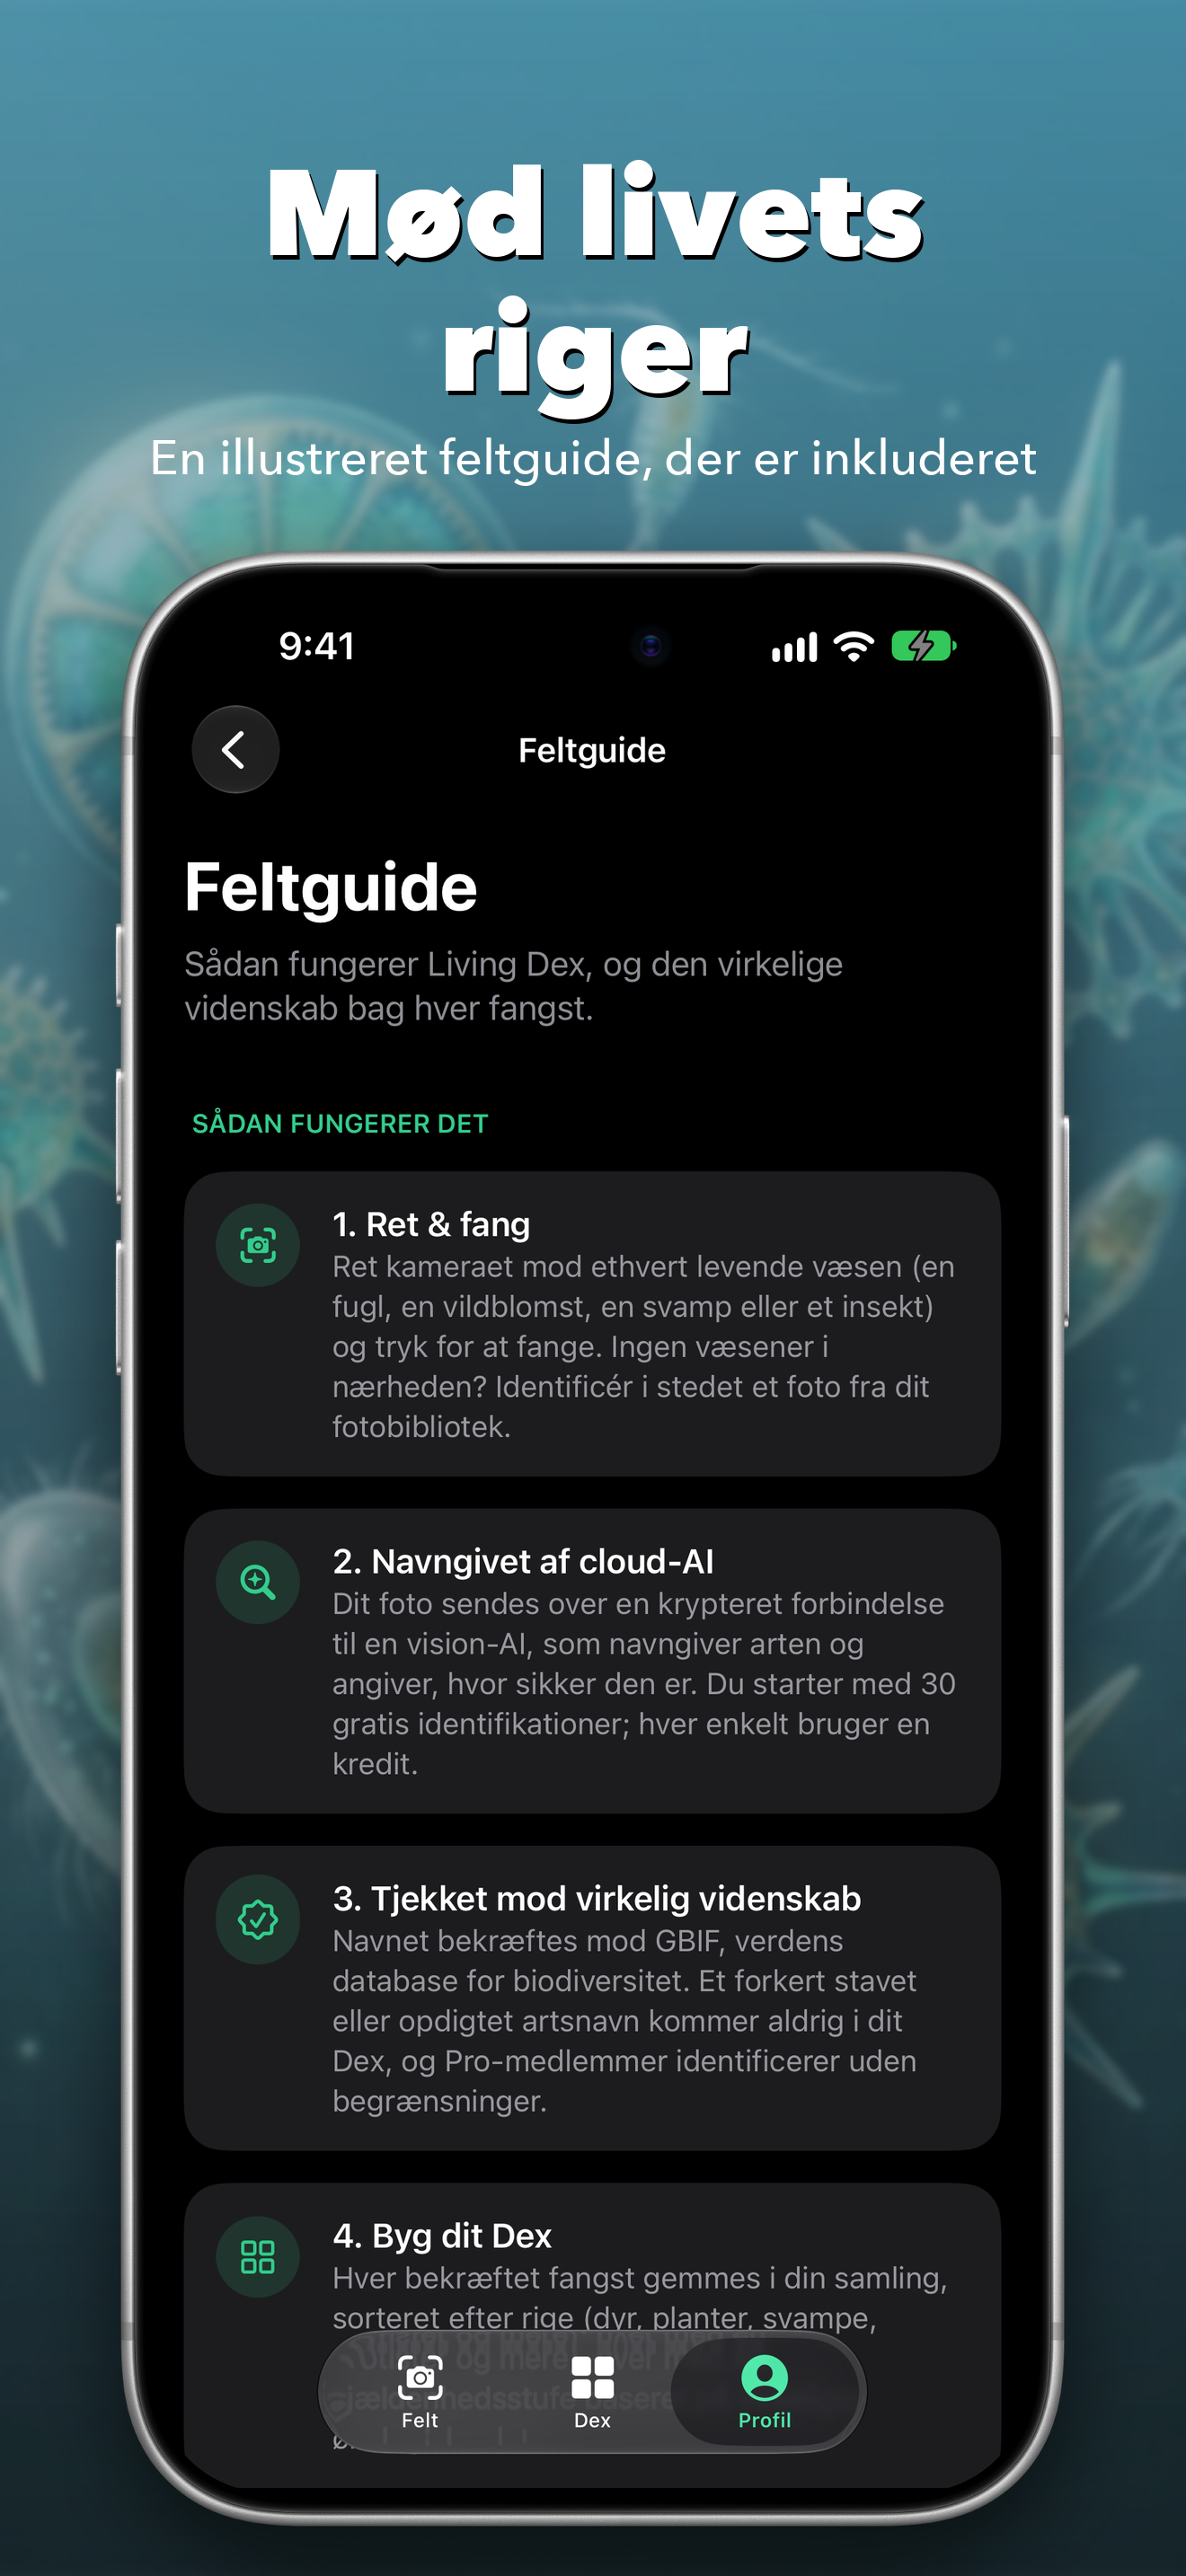 Mød livets
riger
En illustreret feltguide, der er inkluderet
9:41
Feltguide
Feltguide
Sådan fungerer Living Dex, og den virkelige
videnskab bag hver fangst.
SÅDAN FUNGERER DET
1. Ret & fang
Ret kameraet mod ethvert levende væsen (en
fugl, en vildblomst, en svamp eller et insekt)
og tryk for at fange. Ingen væsener i
nærheden? Identificér i stedet et foto fra dit
fotobibliotek.
2. Navngivet af cloud-AI
Dit foto sendes over en krypteret forbindelse
til en vision-AI, som navngiver arten og
angiver, hvor sikker den er. Du starter med 30
gratis identifikationer; hver enkelt bruger en
kredit.
3. Tjekket mod virkelig videnskab
Navnet bekræftes mod GBIF, verdens
database for biodiversitet. Et forkert stavet
eller opdigtet artsnavn kommer aldrig i dit
Dex, og Pro-medlemmer identificerer uden
begrænsninger.
4. Byg dit Dex
Hver bekræftet fangst gemmes i din samling,
sorteret efter rige (dyr, planter, svampe,
Felt
Dex
Profil